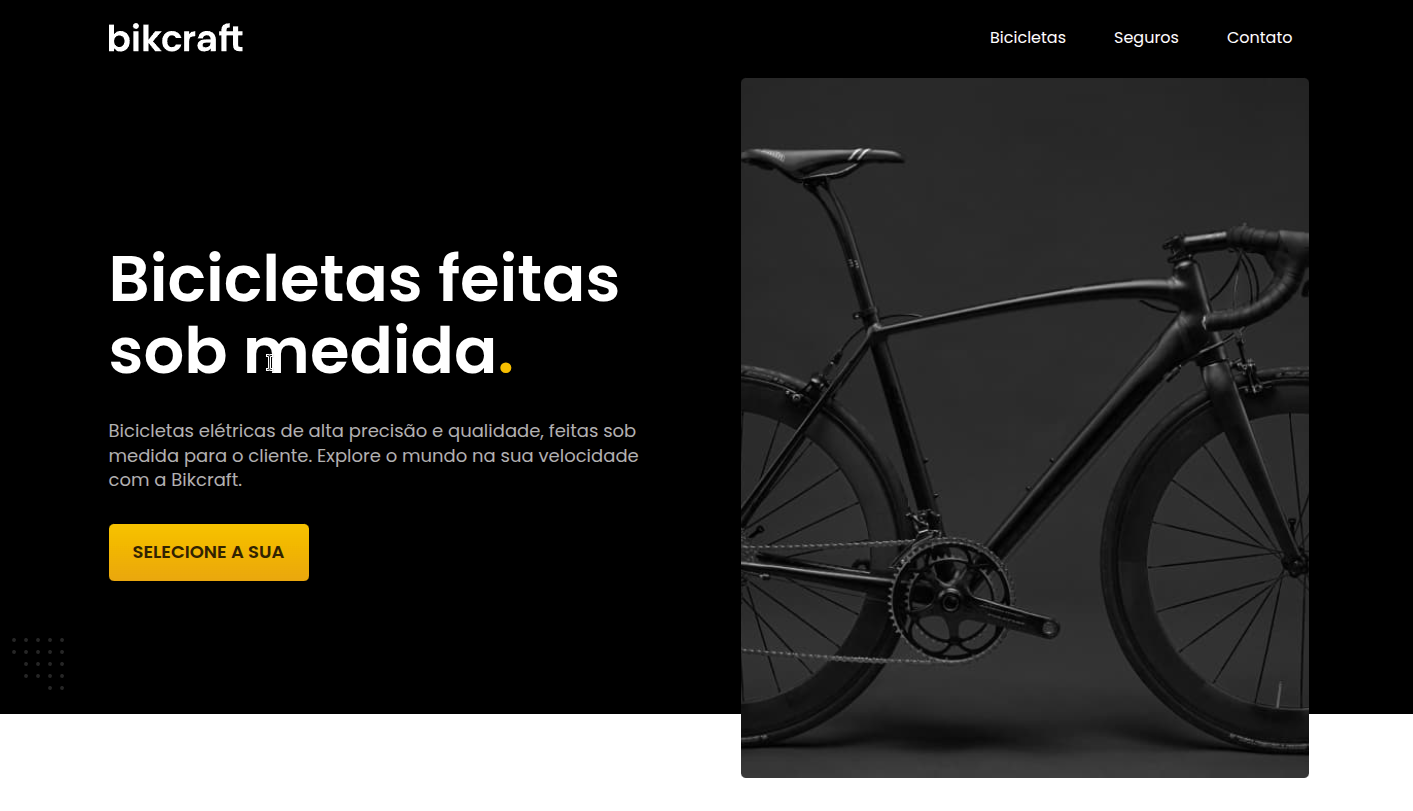 bikcraft
Bicicletas Seguros Contato
Bicicletas feitas
sob medida.
Bicicletas elétricas de alta precisão e qualidade, feitas sob
medida para o cliente. Explore o mundo na sua velocidade
com a Bikcraft.
SELECIONE A SUA